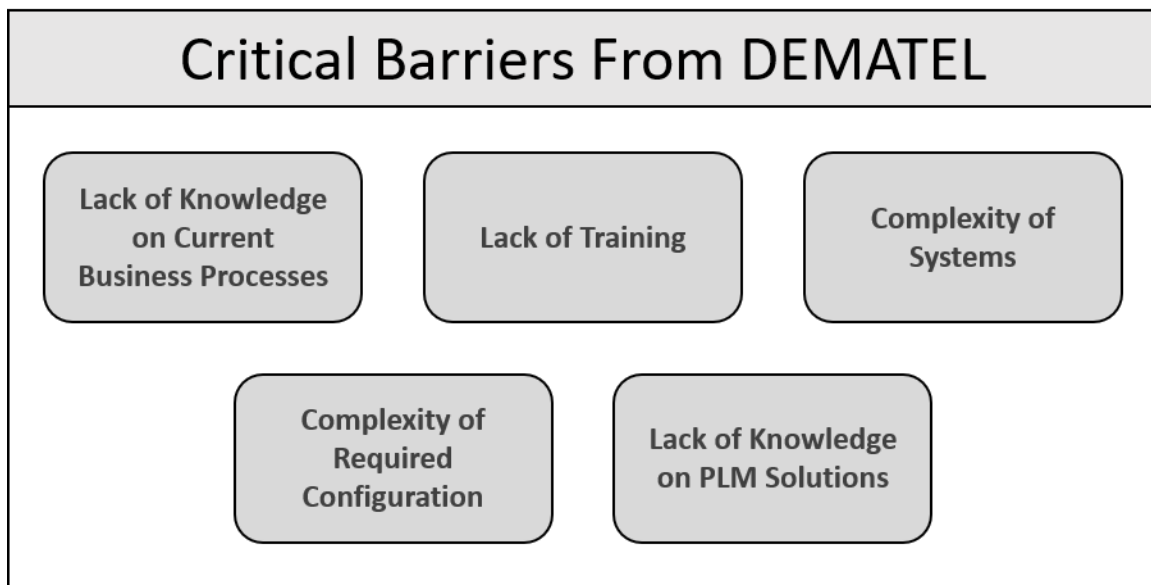 Critical Barriers From DEMATEL
Lack of Knowledge
on Current
Business Processes
Lack of Training
Complexity of
Systems
Complexity of
Required
Configuration
Lack of Knowledge
on PLM Solutions